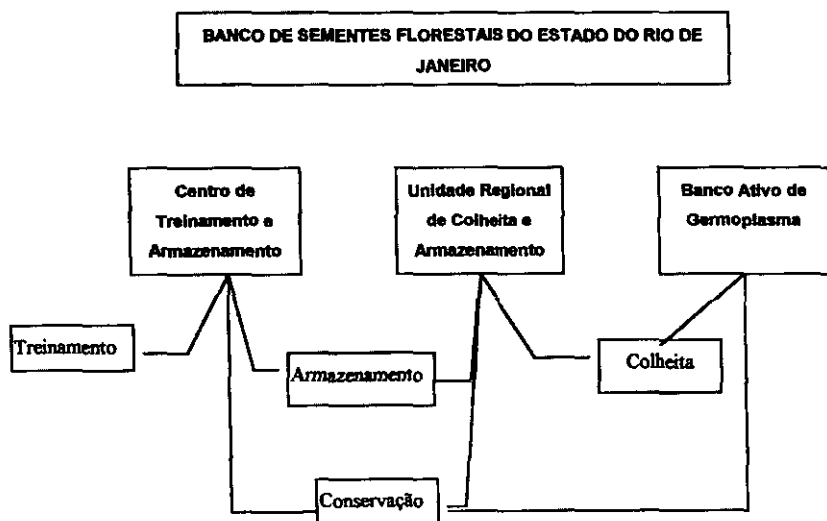 BANCO DE SEMENTES FLORESTAIS DO ESTADO DO RIO DE
JANEIRO
Centro de
Treinamento e
Armazenamento
Unidade Regional
de Colheita e
Armazenamento
Banco Ativo de
Germoplasma
Treinamento
Armazenamento
Colheita
Conservação